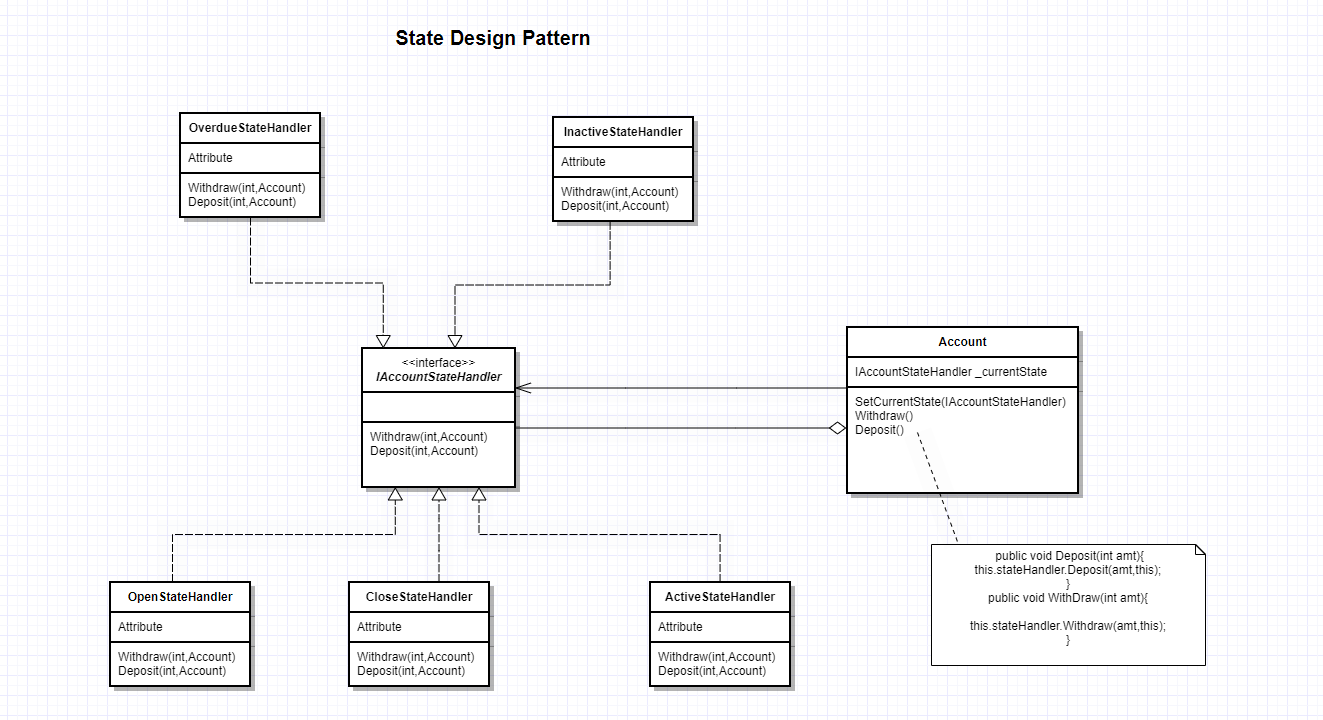 State Design Pattern
OverdueStateHandler
Attribute
Withdraw(int,Account)
Deposit(int,Account)
InactiveStateHandler
Attribute
Withdraw(int,Account)
Deposit(int,Account)
<<interface>>
IAccountStateHandler
Withdraw(int,Account)
Deposit(int,Account)
Account
IAccountStateHandler _currentState
SetCurrentState(IAccountStateHandler)
Withdraw()
Deposit()
public void Deposit(int amt){
this.stateHandler.Deposit(amt,this);
}
public void WithDraw(int amt){
this.stateHandler.Withdraw(amt,this);
}
OpenStateHandler
Attribute
Withdraw(int,Account)
Deposit(int,Account)
CloseStateHandler
Attribute
Withdraw(int,Account)
Deposit(int,Account)
ActiveStateHandler
Attribute
Withdraw(int,Account)
Deposit(int,Account)